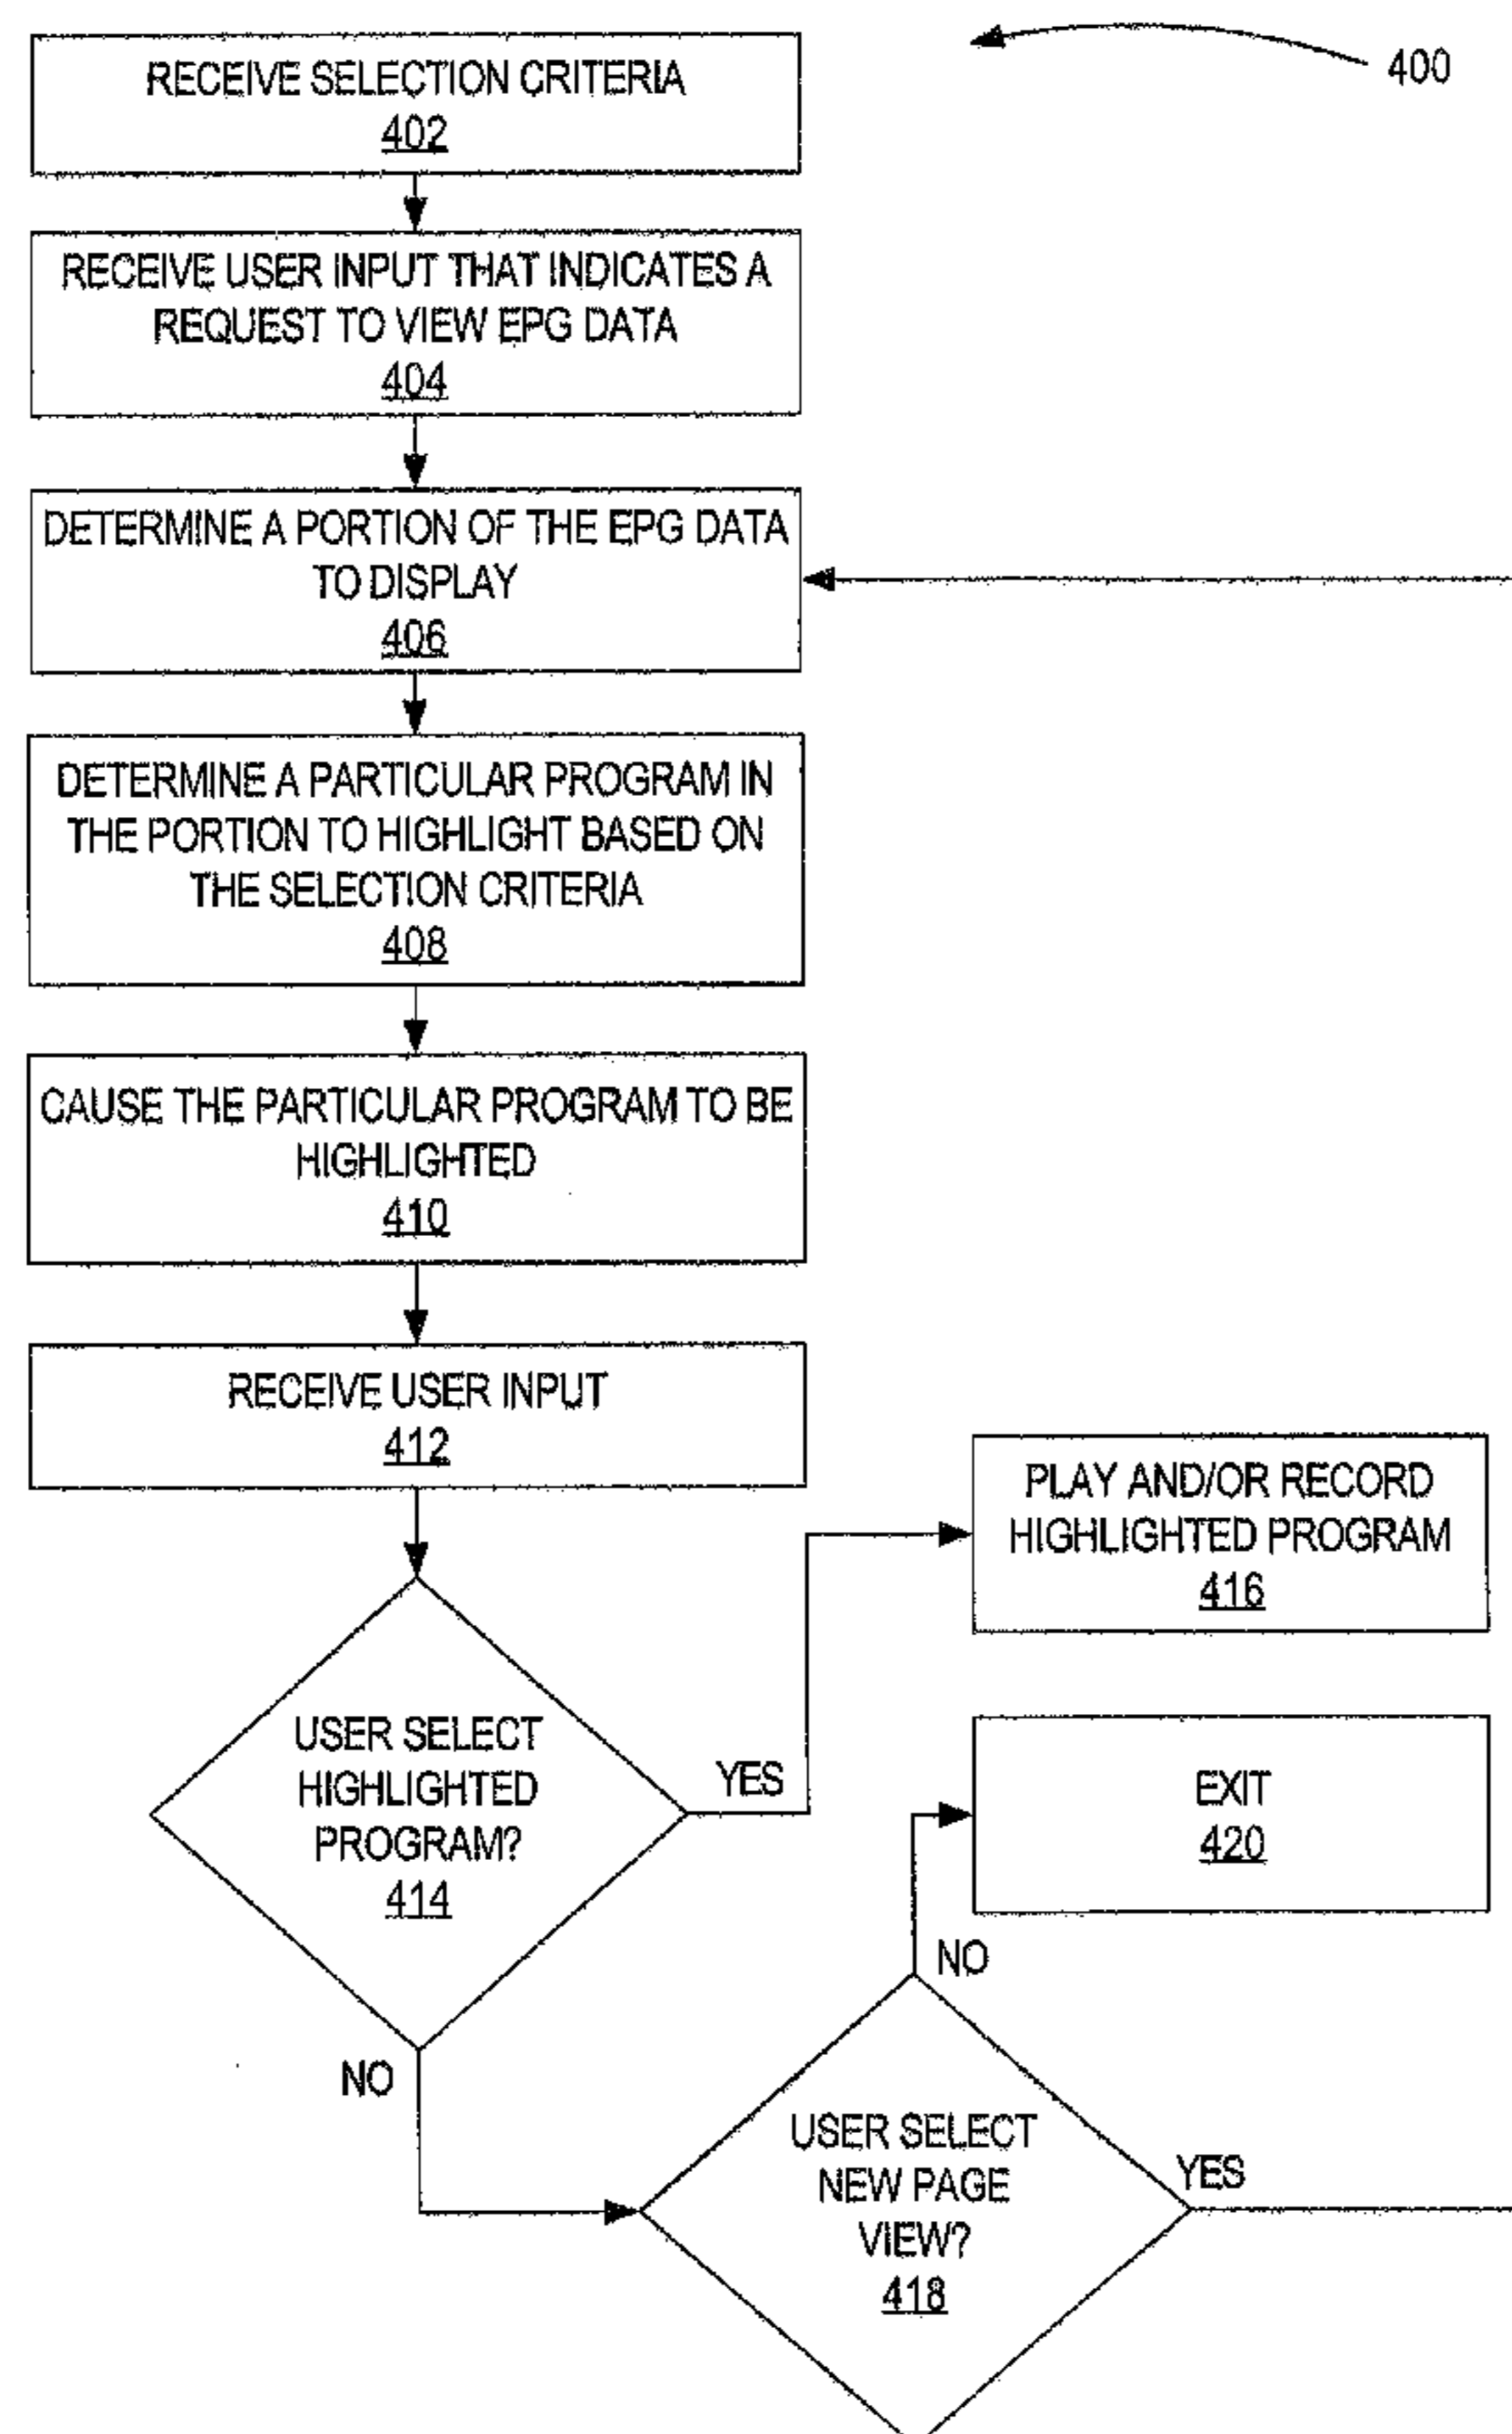 400
RECEIVE SELECTION CRITERIA
402
RECEIVE USER INPUT THAT INDICATES A
REQUEST TO VIEW EPG DATA
404
DETERMINE A PORTION OF THE EPG DATA
TO DISPLAY
406
DETERMINE A PARTICULAR PROGRAM IN
THE PORTION TO HIGHLIGHT BASED ON
THE SELECTION CRITERIA
408
CAUSE THE PARTICULAR PROGRAM TO BE
HIGHLIGHTED
410
RECEIVE USER INPUT
412
PLAY AND/OR RECORD
HIGHLIGHTED PROGRAM
416
USER SELECT
HIGHLIGHTED
PROGRAM?
414
YES
EXIT
420
NO
NO
USER SELECT
NEW PAGE
VIEW?
418
YES